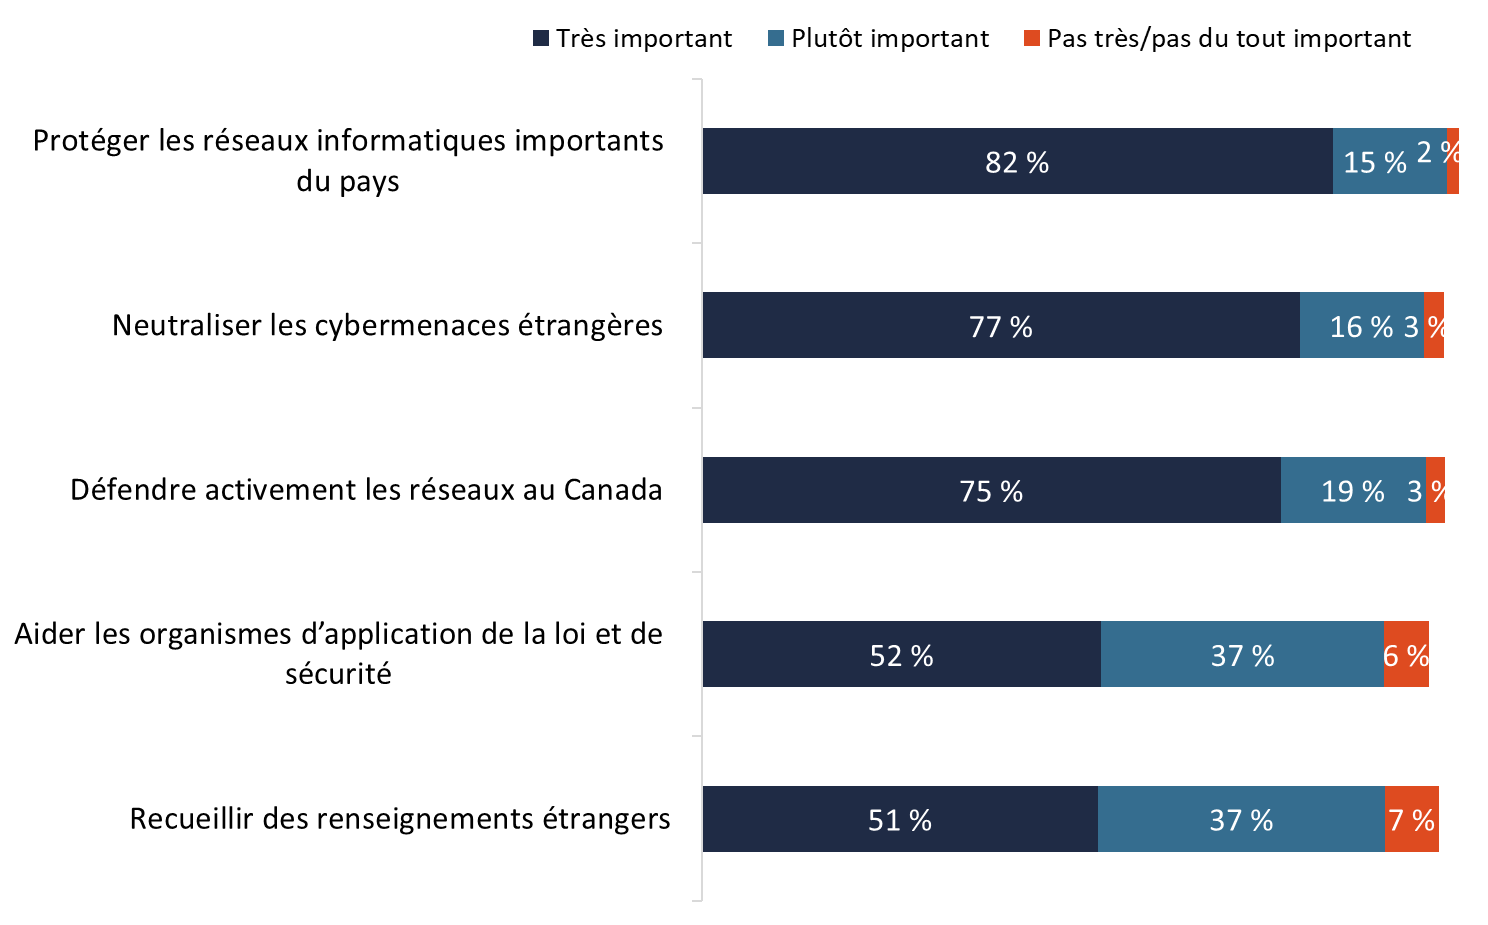 Très important Plutôt important Pas très/pas du tout important
Protéger les réseaux informatiques importants
du pays
82 % 15 % 2 %
Neutraliser les cybermenaces étrangères
77 % 16 % 3 %
Défendre activement les réseaux au Canada
75 % 19 % 3 %
Aider les organismes d’application de la loi et de
sécurité
52 % 37 % 6 %
Recueillir des renseignements étrangers
51 % 37 % 7 %